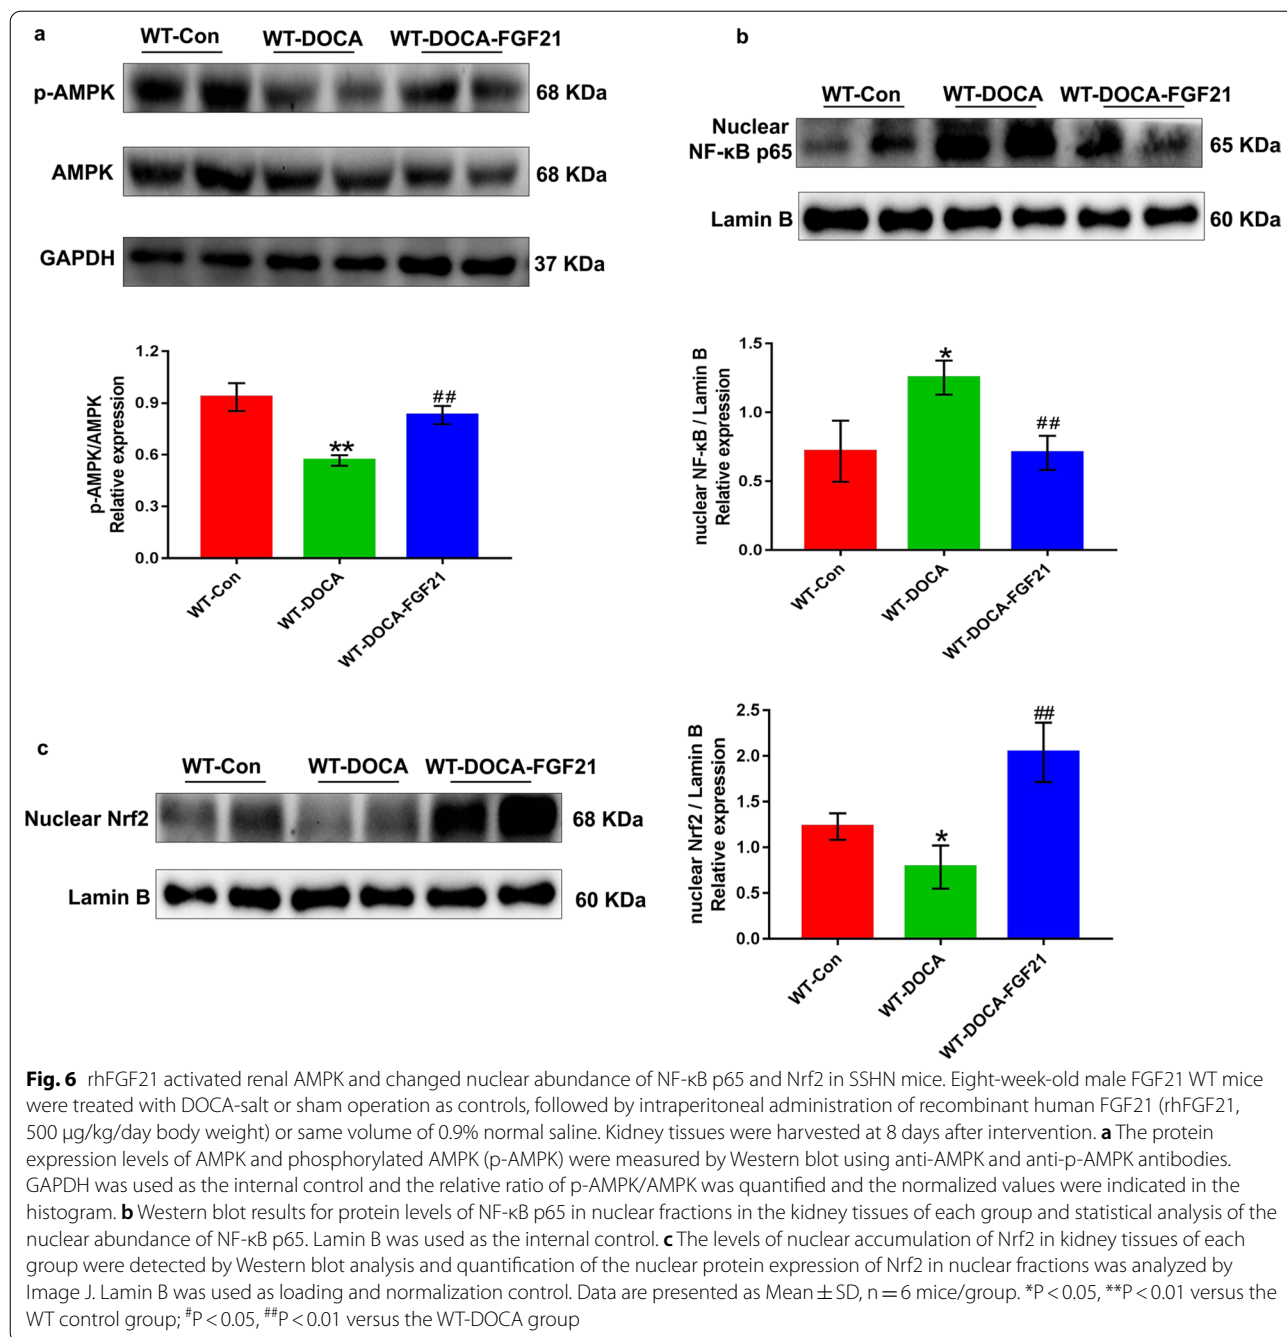 a
WT-Con WT-DOCA WT-DOCA-FGF21
p-AMPK 68 KDa
AMPK 68 KDa
GAPDH 37 KDa
p-AMPK/AMPK
Relative expression
1.2
0.9
0.6
0.3
0.0
**
##
WT-Con
WT-DOCA
WT-DOCA-FGF21
b
WT-Con WT-DOCA WT-DOCA-FGF21
Nuclear
NF-κB p65 65 KDa
Lamin B 60 KDa
nuclear NF-κB / Lamin B
Relative expression
1.5
1.0
0.5
0.0
*
##
WT-Con
WT-DOCA
WT-DOCA-FGF21
c
WT-Con WT-DOCA WT-DOCA-FGF21
Nuclear Nrf2 68 KDa
Lamin B 60 KDa
nuclear Nrf2 / Lamin B
Relative expression
2.5
2.0
1.5
1.0
0.5
0.0
*
##
WT-Con
WT-DOCA
WT-DOCA-FGF21
Fig. 6 rhFGF21 activated renal AMPK and changed nuclear abundance of NF-κB p65 and Nrf2 in SSHN mice. Eight-week-old male FGF21 WT mice
were treated with DOCA-salt or sham operation as controls, followed by intraperitoneal administration of recombinant human FGF21 (rhFGF21,
500 μg/kg/day body weight) or same volume of 0.9% normal saline. Kidney tissues were harvested at 8 days after intervention. a The protein
expression levels of AMPK and phosphorylated AMPK (p-AMPK) were measured by Western blot using anti-AMPK and anti-p-AMPK antibodies.
GAPDH was used as the internal control and the relative ratio of p-AMPK/AMPK was quantified and the normalized values were indicated in the
histogram. b Western blot results for protein levels of NF-κB p65 in nuclear fractions in the kidney tissues of each group and statistical analysis of the
nuclear abundance of NF-κB p65. Lamin B was used as the internal control. c The levels of nuclear accumulation of Nrf2 in kidney tissues of each
group were detected by Western blot analysis and quantification of the nuclear protein expression of Nrf2 in nuclear fractions was analyzed by
Image J. Lamin B was used as loading and normalization control. Data are presented as Mean ± SD, n = 6 mice/group. *P < 0.05, **P < 0.01 versus the
WT control group; #P < 0.05, ##P < 0.01 versus the WT-DOCA group